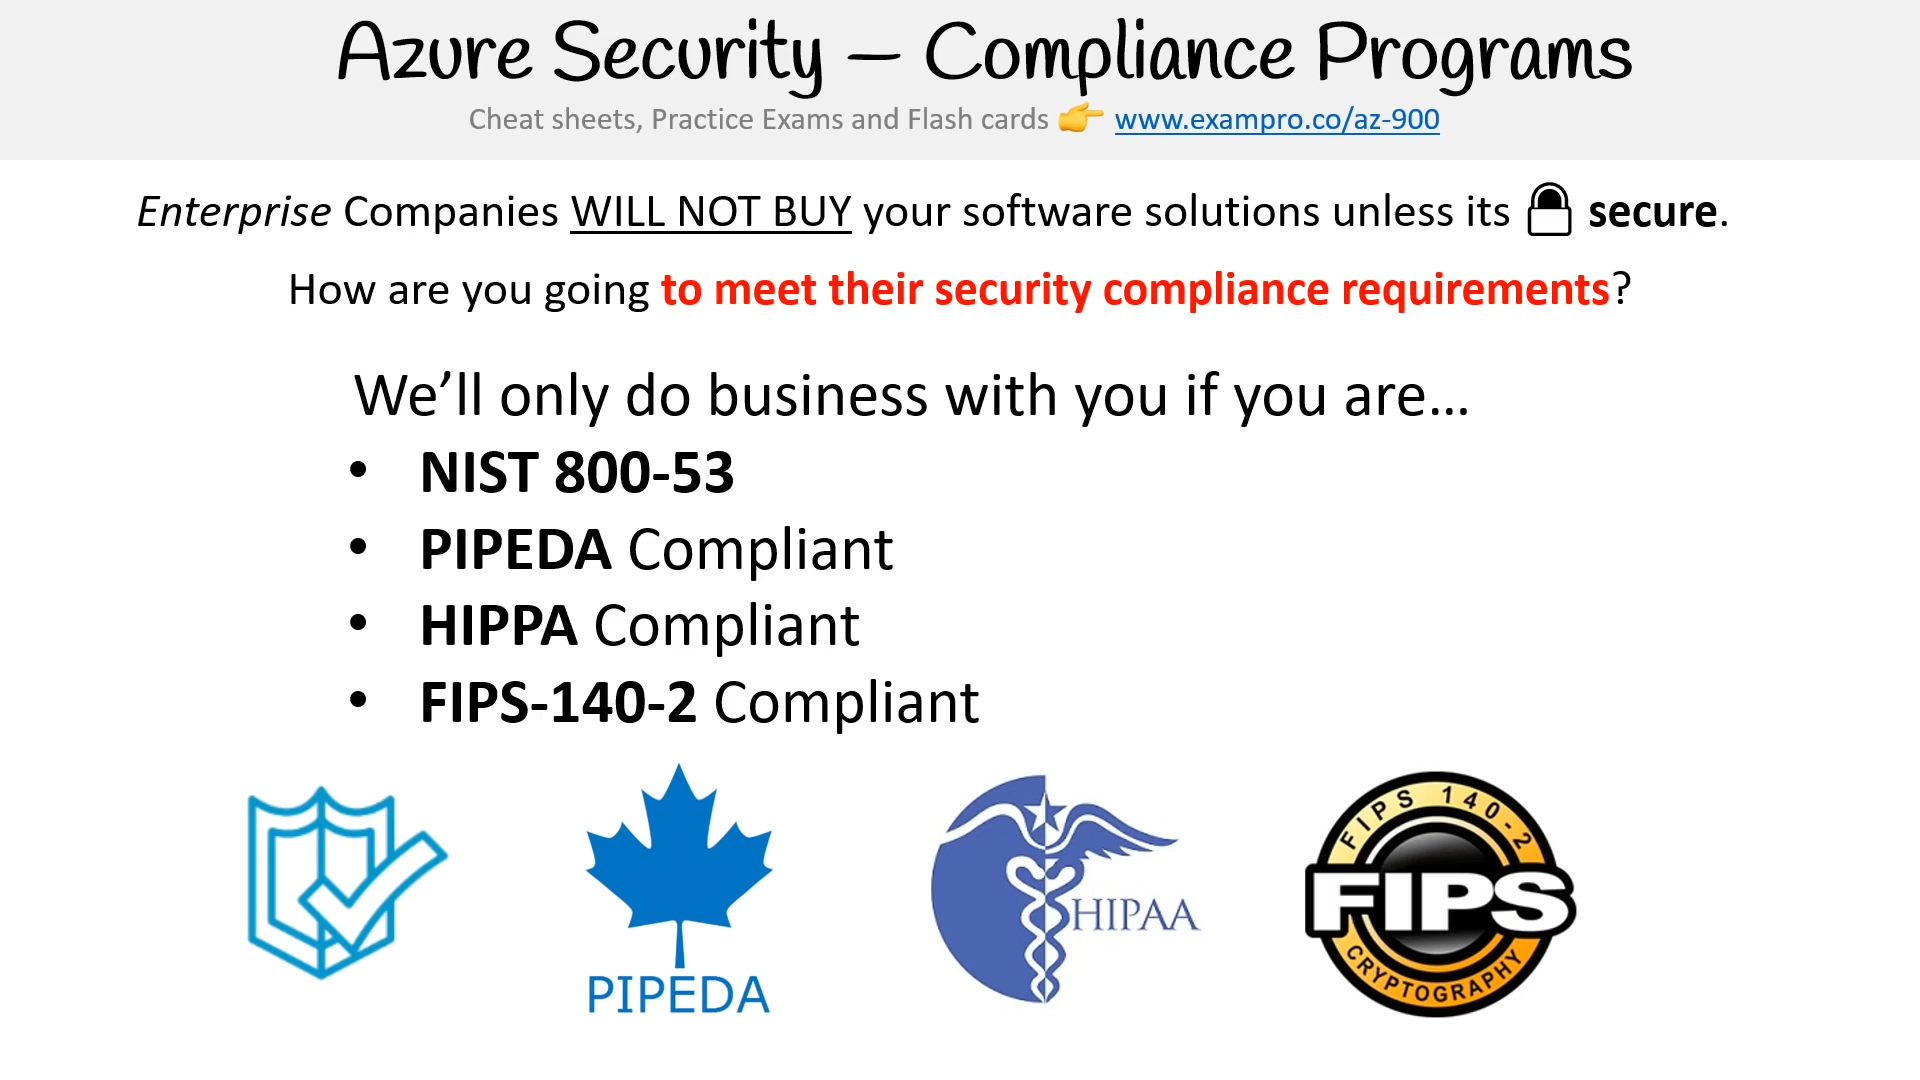 Azure Security – Compliance Programs
Cheat sheets, Practice Exams and Flash cards 👉 www.exampro.co/az-900
Enterprise Companies WILL NOT BUY your software solutions unless its secure.
How are you going to meet their security compliance requirements?
We’ll only do business with you if you are…
• NIST 800-53
• PIPEDA Compliant
• HIPPA Compliant
• FIPS-140-2 Compliant
PIPEDA
HIPAA
FIPS 140-2
FIPS
CRYPTOGRAPHY